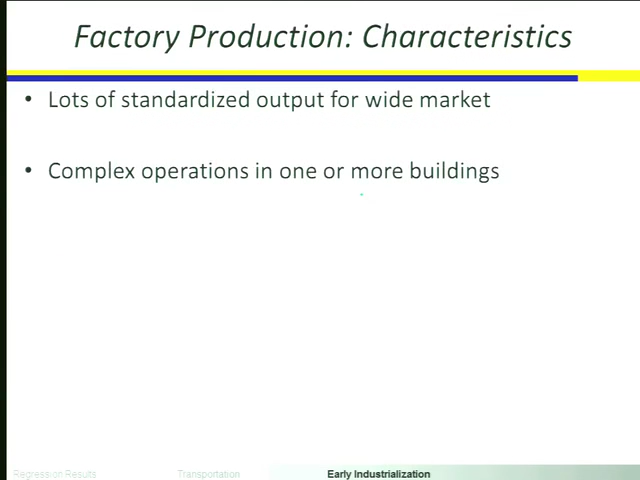 Factory Production: Characteristics
• Lots of standardized output for wide market
• Complex operations in one or more buildings
Regression Results
Transportation
Early Industrialization